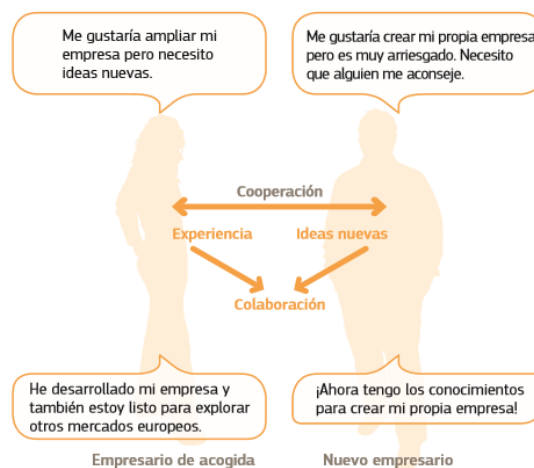 Me gustaría ampliar mi
empresa pero necesito
ideas nuevas.
Me gustaría crear mi propia empresa
pero es muy arriesgado. Necesito
que alguien me aconseje.
Cooperación
Experiencia
Ideas nuevas
Colaboración
He desarrollado mi empresa y
también estoy listo para explorar
otros mercados europeos.
¡Ahora tengo los conocimientos
para crear mi propia empresa!
Empresario de acogida
Nuevo empresario